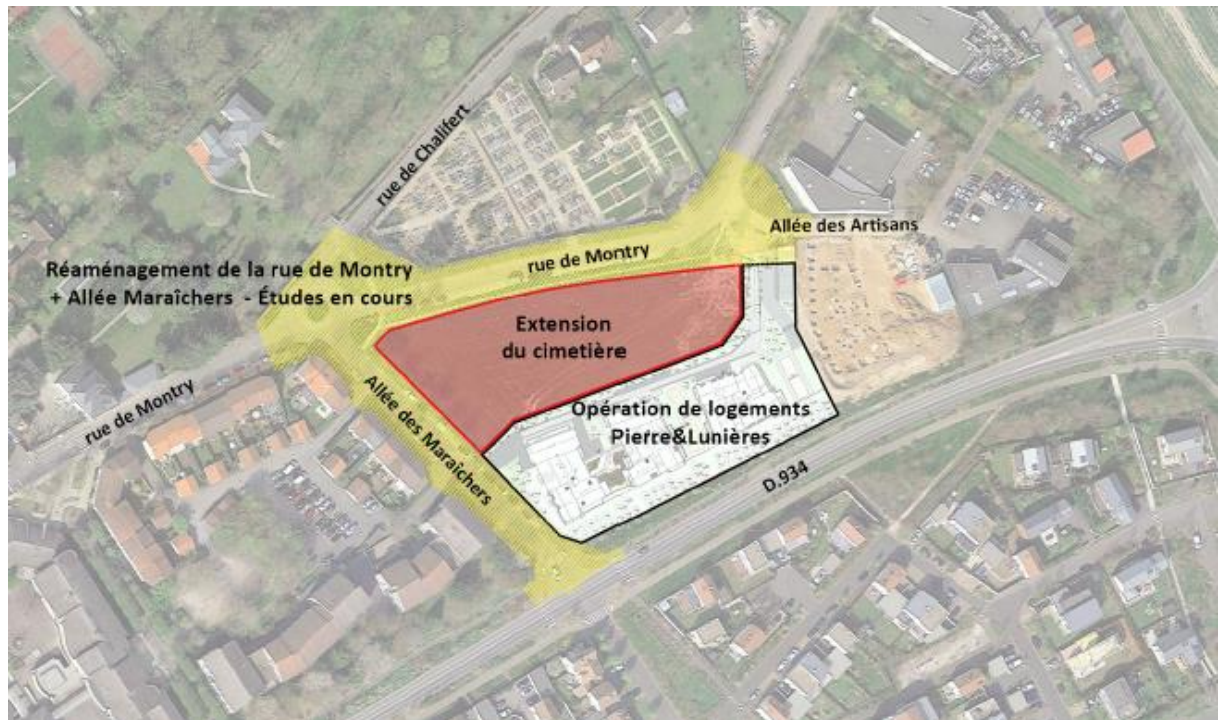 rue de Chalifert
Allée des Artisans
rue de Montry
Réaménagement de la rue de Montry
+ Allée Maraîchers - Études en cours
Extension
du cimetière
rue de Montry
Allée des Maraîchers
Opération de logements
Pierre&Lunières
D.934